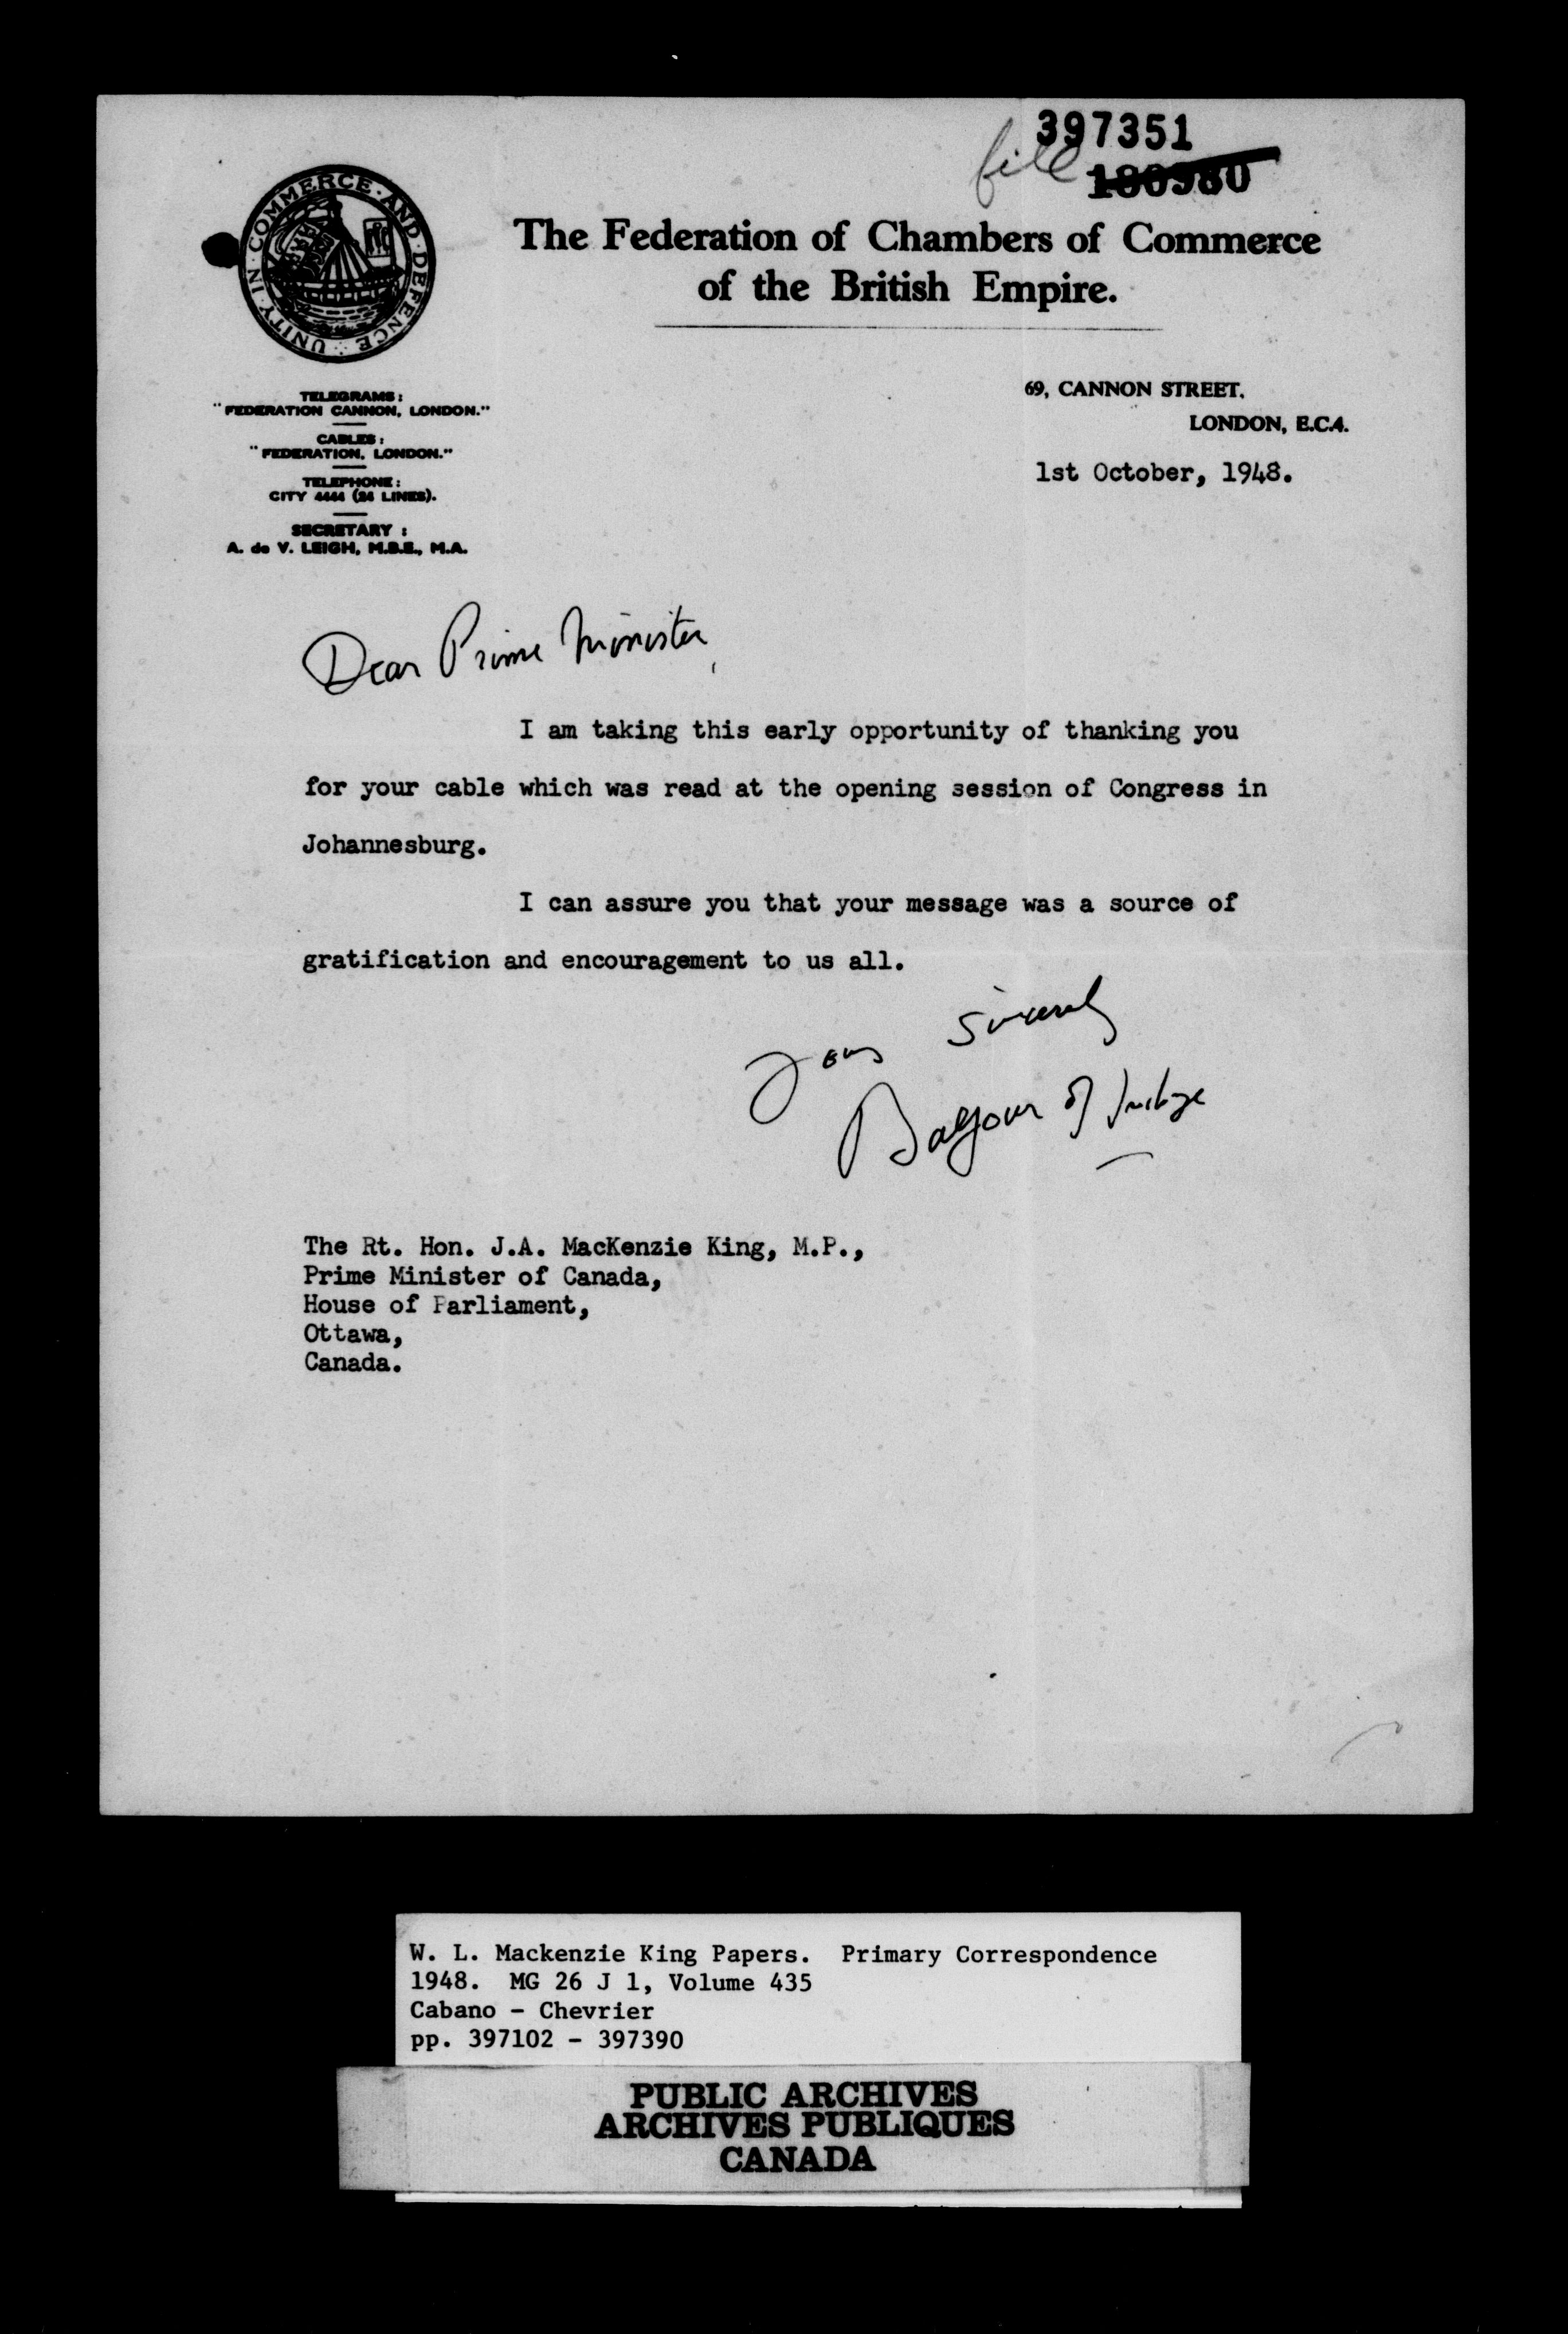 397351
file
The Federation of Chambers of Commerce
of the British Empire.
UNITY · IN · COMMERCE · AND · DEFENCE
TELEGRAMS:
"FEDERATION CANNON, LONDON."
CABLES:
"FEDERATION, LONDON."
TELEPHONE:
CITY 4444 (24 LINES).
SECRETARY:
A. de V. LEIGH, M.B.E., M.A.
69, CANNON STREET,
LONDON, E.C.4.
1st October, 1948.
Dear Prime Minister,
I am taking this early opportunity of thanking you
for your cable which was read at the opening session of Congress in
Johannesburg.
I can assure you that your message was a source of
gratification and encouragement to us all.
Yours sincerely
Balfour of Inchrye
The Rt. Hon. J.A. MacKenzie King, M.P.,
Prime Minister of Canada,
House of Parliament,
Ottawa,
Canada.
W. L. Mackenzie King Papers. Primary Correspondence
1948. MG 26 J 1, Volume 435
Cabano - Chevrier
pp. 397102 - 397390
PUBLIC ARCHIVES
ARCHIVES PUBLIQUES
CANADA